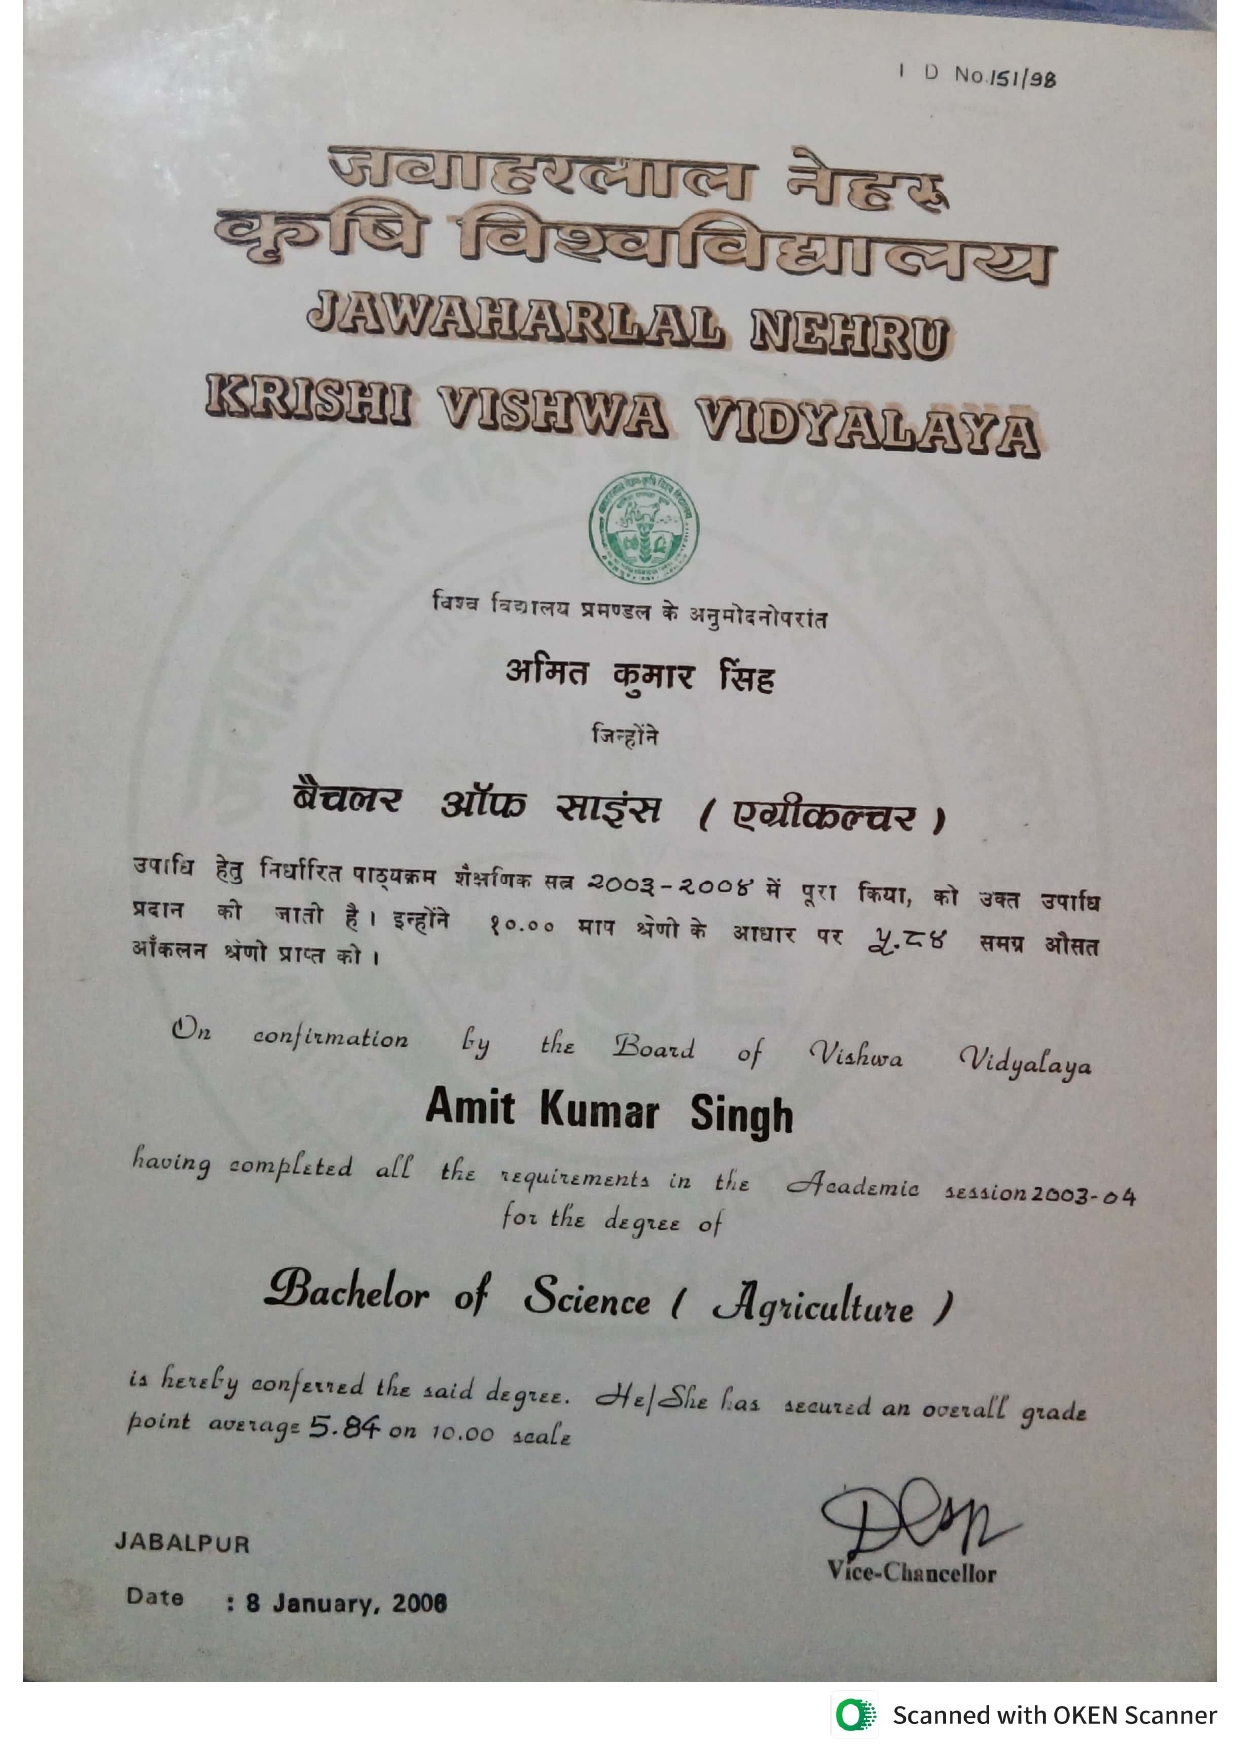 I D No.151/98
जवाहरलाल नेहरू
कृषि विश्वविद्यालय
JAWAHARLAL NEHRU
KRISHI VISHWA VIDYALAYA
विश्व विद्यालय प्रमण्डल के अनुमोदनोपरांत
अमित कुमार सिंह
जिन्होंने
बैचलर ऑफ साइंस ( एग्रीकल्चर )
उपाधि हेतु निर्धारित पाठ्यक्रम शैक्षणिक सत्र 2003-2004 में पूरा किया, को उक्त उपाधि
प्रदान की जाती है। इन्होंने १०.०० माप श्रेणी के आधार पर ५.८४ समग्र औसत
आँकलन श्रेणी प्राप्त की।
On confirmation by the Board of Vishwa Vidyalaya
Amit Kumar Singh
having completed all the requirements in the Academic session 2003-04
for the degree of
Bachelor of Science ( Agriculture )
is hereby conferred the said degree. He/She has secured an overall grade
point average 5.84 on 10.00 scale
Vice-Chancellor
JABALPUR
Date : 8 January, 2006
Scanned with OKEN Scanner